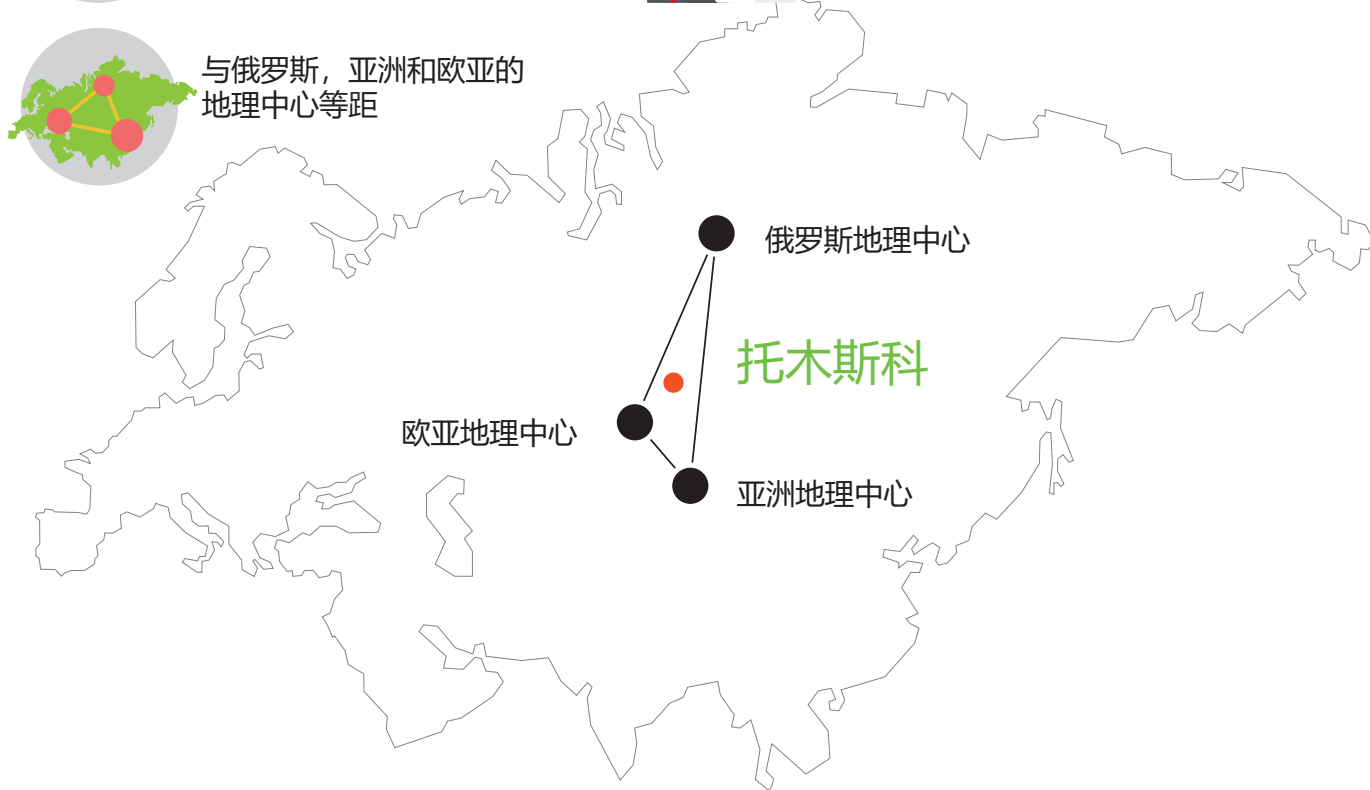 与俄罗斯，亚洲和欧亚的
地理中心等距
俄罗斯地理中心
托木斯科
欧亚地理中心
亚洲地理中心